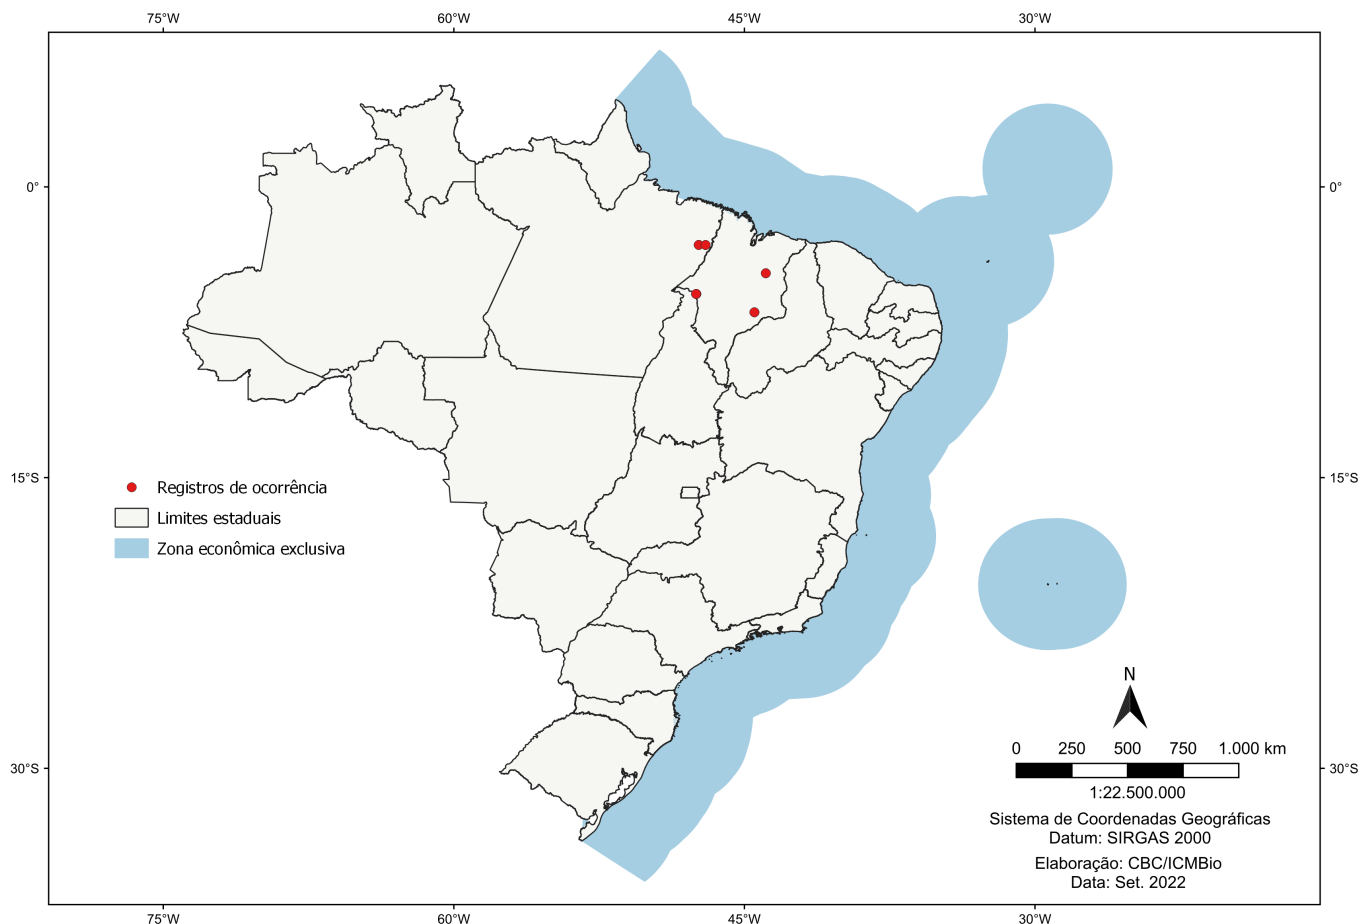 75°W 60°W 45°W 30°W
0° 0°
15°S 15°S
Registros de ocorrência
Limites estaduais
Zona econômica exclusiva
N
0 250 500 750 1.000 km
30°S 30°S
1:22.500.000
Sistema de Coordenadas Geográficas
Datum: SIRGAS 2000
Elaboração: CBC/ICMBio
Data: Set. 2022
75°W 60°W 45°W 30°W